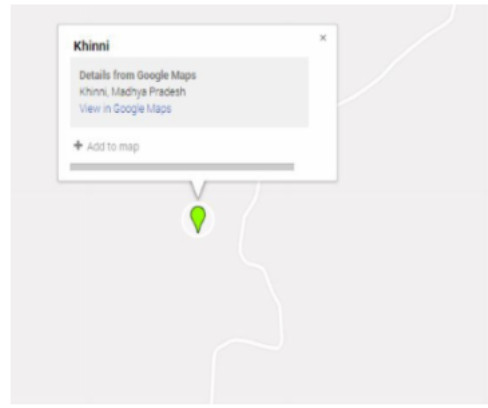 Khinni
×
Details from Google Maps
Khinni, Madhya Pradesh
View in Google Maps
+ Add to map